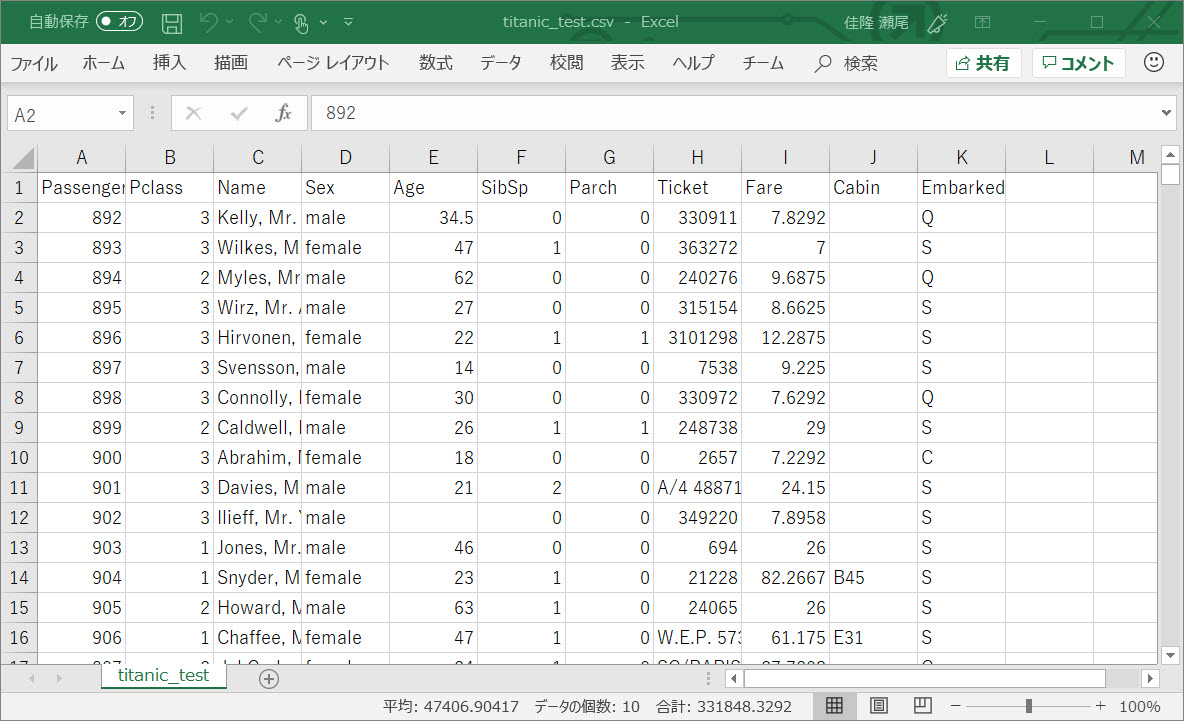 自動保存 オフ titanic_test.csv - Excel 佳隆 瀬尾
ファイル ホーム 挿入 描画 ページ レイアウト 数式 データ 校閲 表示 ヘルプ チーム 検索 共有 コメント
A2 fx 892
A B C D E F G H I J K L M
1 Passenger Pclass Name Sex Age SibSp Parch Ticket Fare Cabin Embarked
2 892 3 Kelly, Mr. male 34.5 0 0 330911 7.8292 Q
3 893 3 Wilkes, M female 47 1 0 363272 7 S
4 894 2 Myles, Mr male 62 0 0 240276 9.6875 Q
5 895 3 Wirz, Mr. male 27 0 0 315154 8.6625 S
6 896 3 Hirvonen, female 22 1 1 3101298 12.2875 S
7 897 3 Svensson, male 14 0 0 7538 9.225 S
8 898 3 Connolly, female 30 0 0 330972 7.6292 Q
9 899 2 Caldwell, male 26 1 1 248738 29 S
10 900 3 Abrahim, female 18 0 0 2657 7.2292 C
11 901 3 Davies, M male 21 2 0 A/4 48871 24.15 S
12 902 3 Ilieff, Mr. male 0 0 349220 7.8958 S
13 903 1 Jones, Mr. male 46 0 0 694 26 S
14 904 1 Snyder, M female 23 1 0 21228 82.2667 B45 S
15 905 2 Howard, M male 63 1 0 24065 26 S
16 906 1 Chaffee, M female 47 1 0 W.E.P. 573 61.175 E31 S
titanic_test
平均: 47406.90417 データの個数: 10 合計: 331848.3292 100%